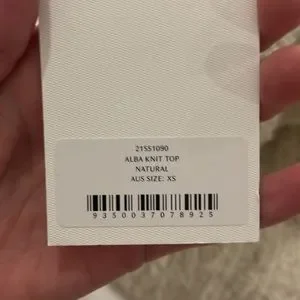 21551090
ALBA KNIT TOP
NATURAL
AUS SIZE: XS
9350037078925